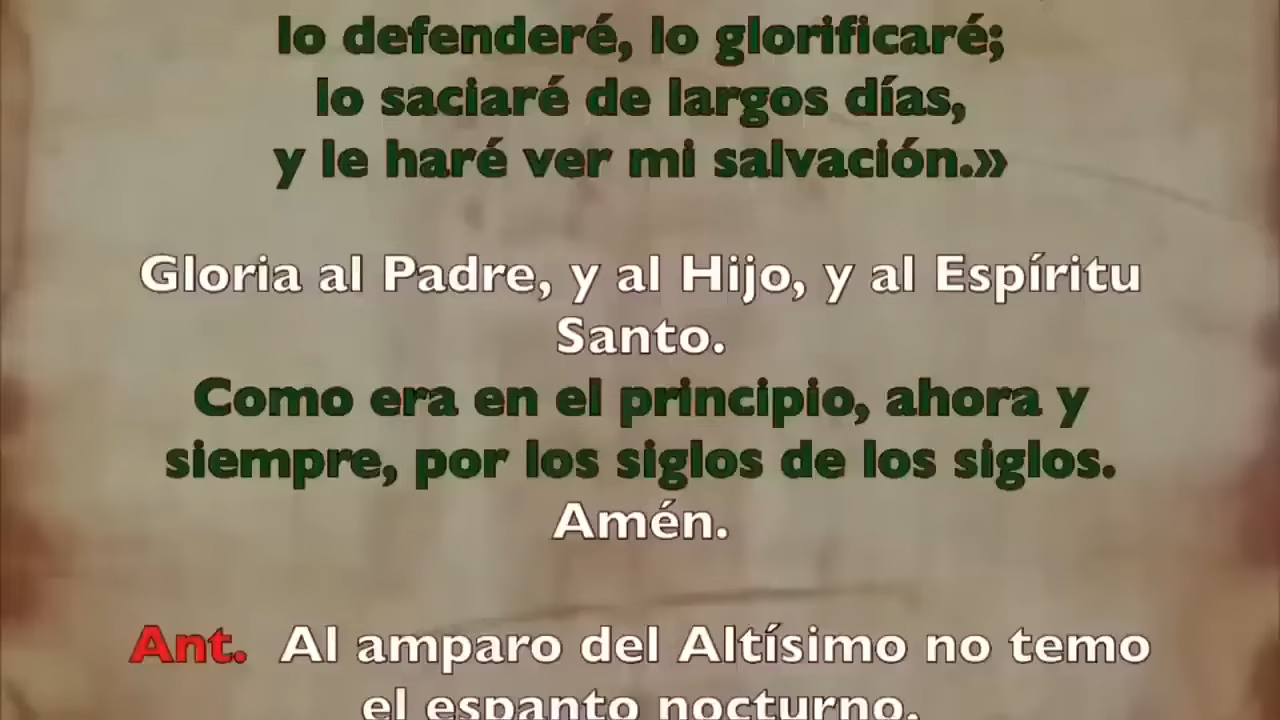 lo defenderé, lo glorificaré;
lo saciaré de largos días,
y le haré ver mi salvación.»
Gloria al Padre, y al Hijo, y al Espíritu
Santo.
Como era en el principio, ahora y
siempre, por los siglos de los siglos.
Amén.
Ant. Al amparo del Altísimo no temo
el espanto nocturno.